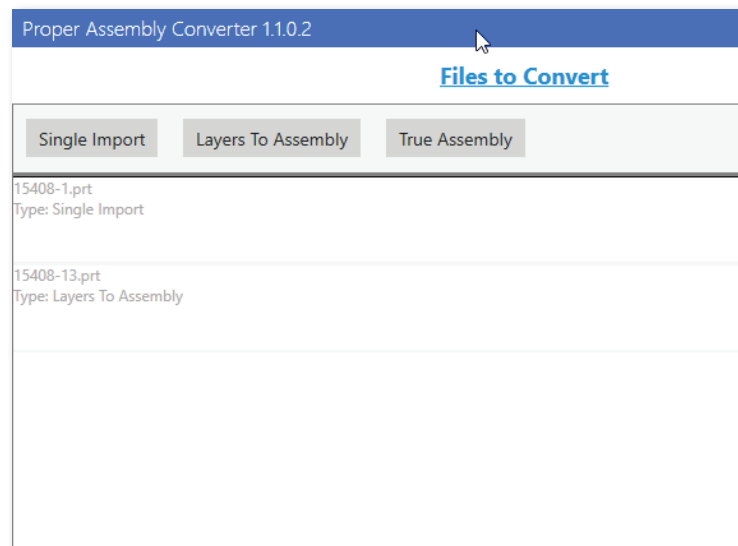 Proper Assembly Converter 1.1.0.2
Files to Convert
Single Import Layers To Assembly True Assembly
15408-1.prt
Type: Single Import
15408-13.prt
Type: Layers To Assembly